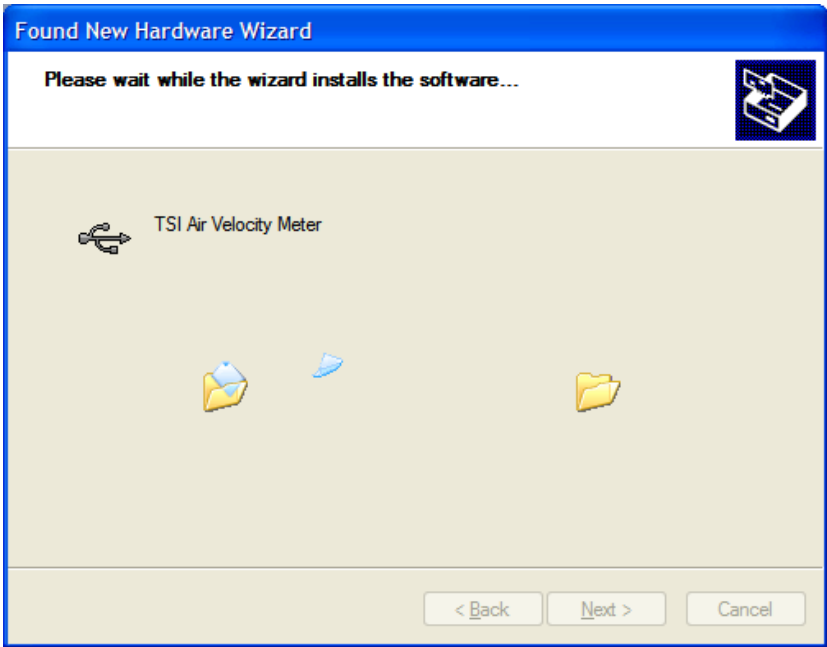 Found New Hardware Wizard
Please wait while the wizard installs the software...
TSI Air Velocity Meter
< Back
Next >
Cancel